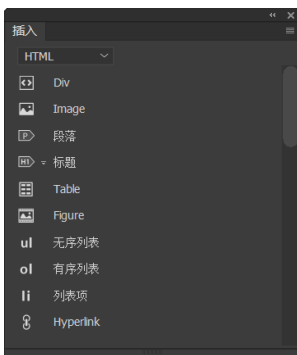 插入
HTML
Div
Image
P 段落
H1 标题
Table
Figure
ul 无序列表
ol 有序列表
li 列表项
Hyperlink